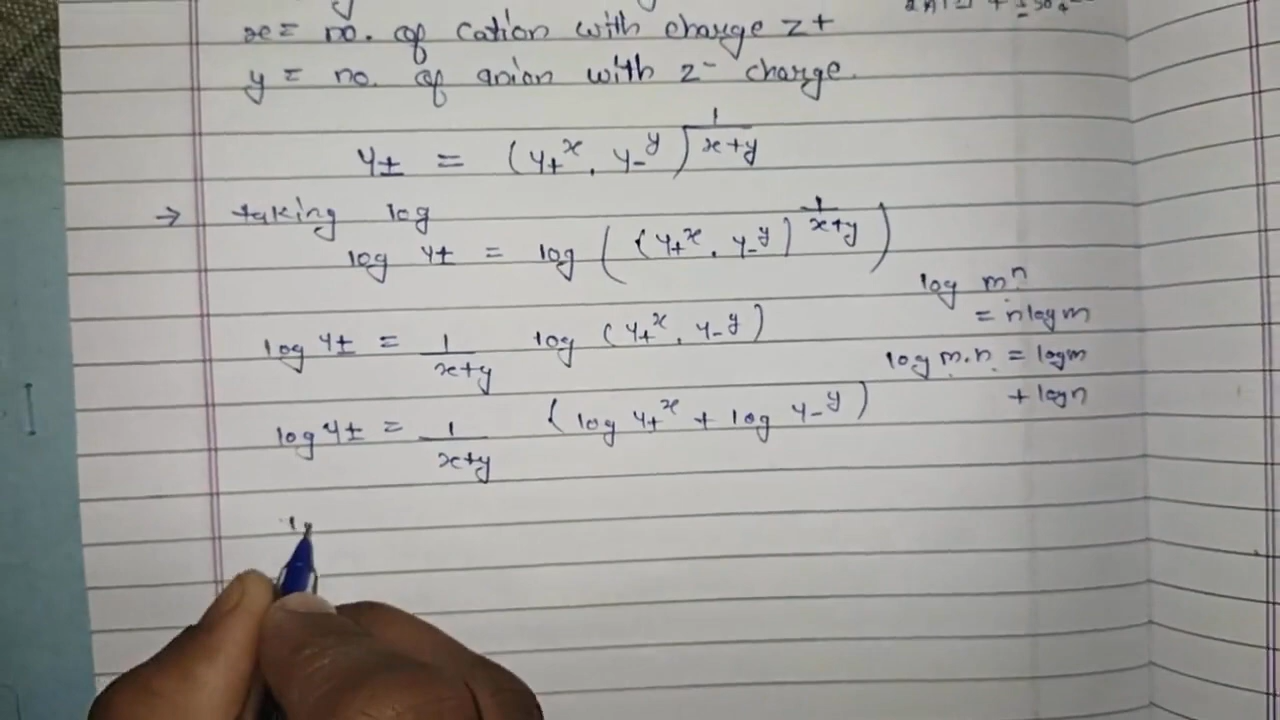 x = no. of cation with charge z+
y = no. of anion with z⁻ charge.
γ± = (γ+^x . γ-^y)^1/(x+y)
→ taking log
log γ± = log ((γ+^x . γ-^y)^1/(x+y))
log mⁿ
= n log m
log γ± = 1/(x+y) log (γ+^x . γ-^y)
log m.n = log m
+ log n
log γ± = 1/(x+y) (log γ+^x + log γ-^y)